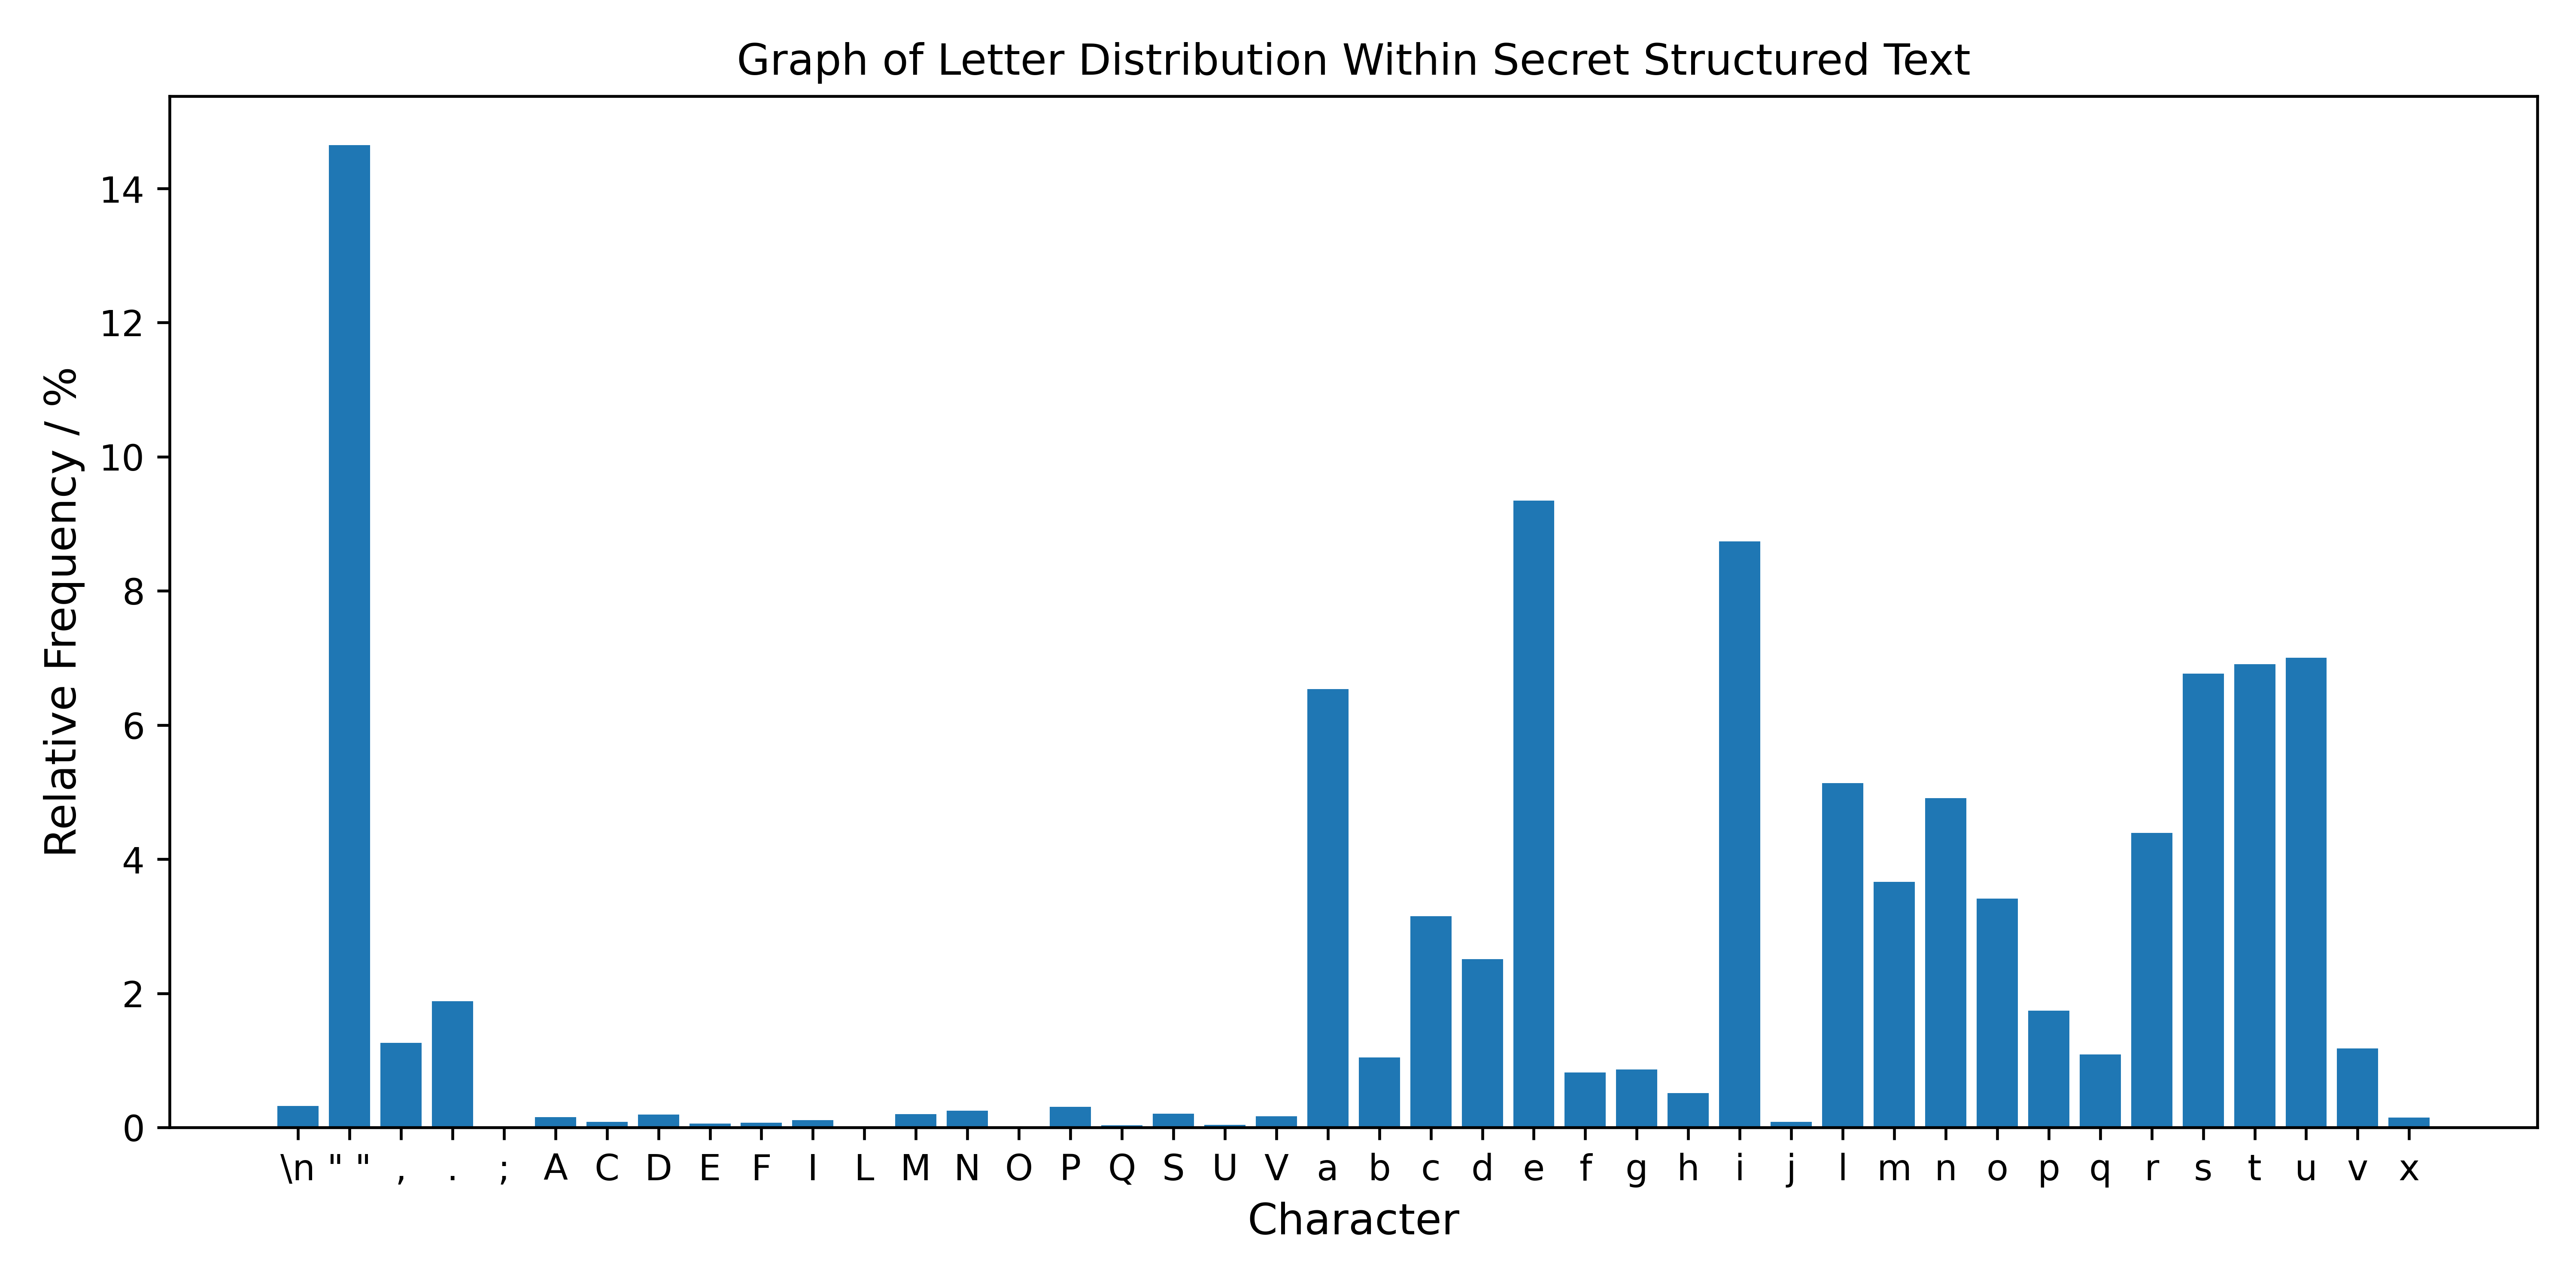 Graph of Letter Distribution Within Secret Structured Text
14
12
10
8
6
4
2
0
Relative Frequency / %
\n " " , . ; A C D E F I L M N O P Q S U V a b c d e f g h i j l m n o p q r s t u v x
Character